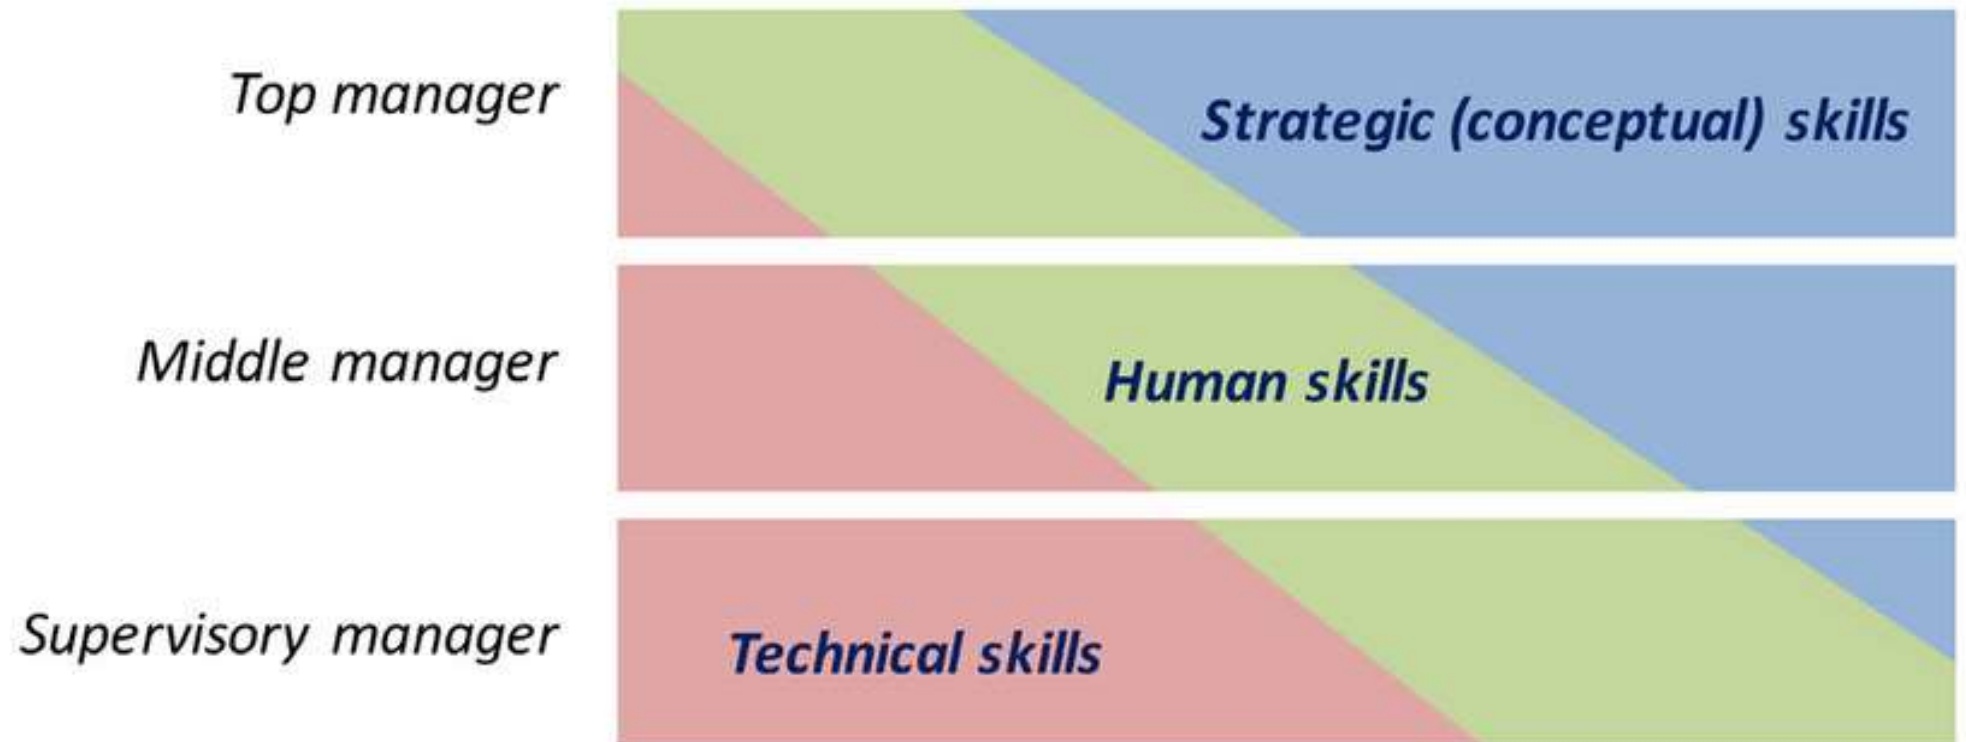 Top manager
Strategic (conceptual) skills
Middle manager
Human skills
Supervisory manager
Technical skills